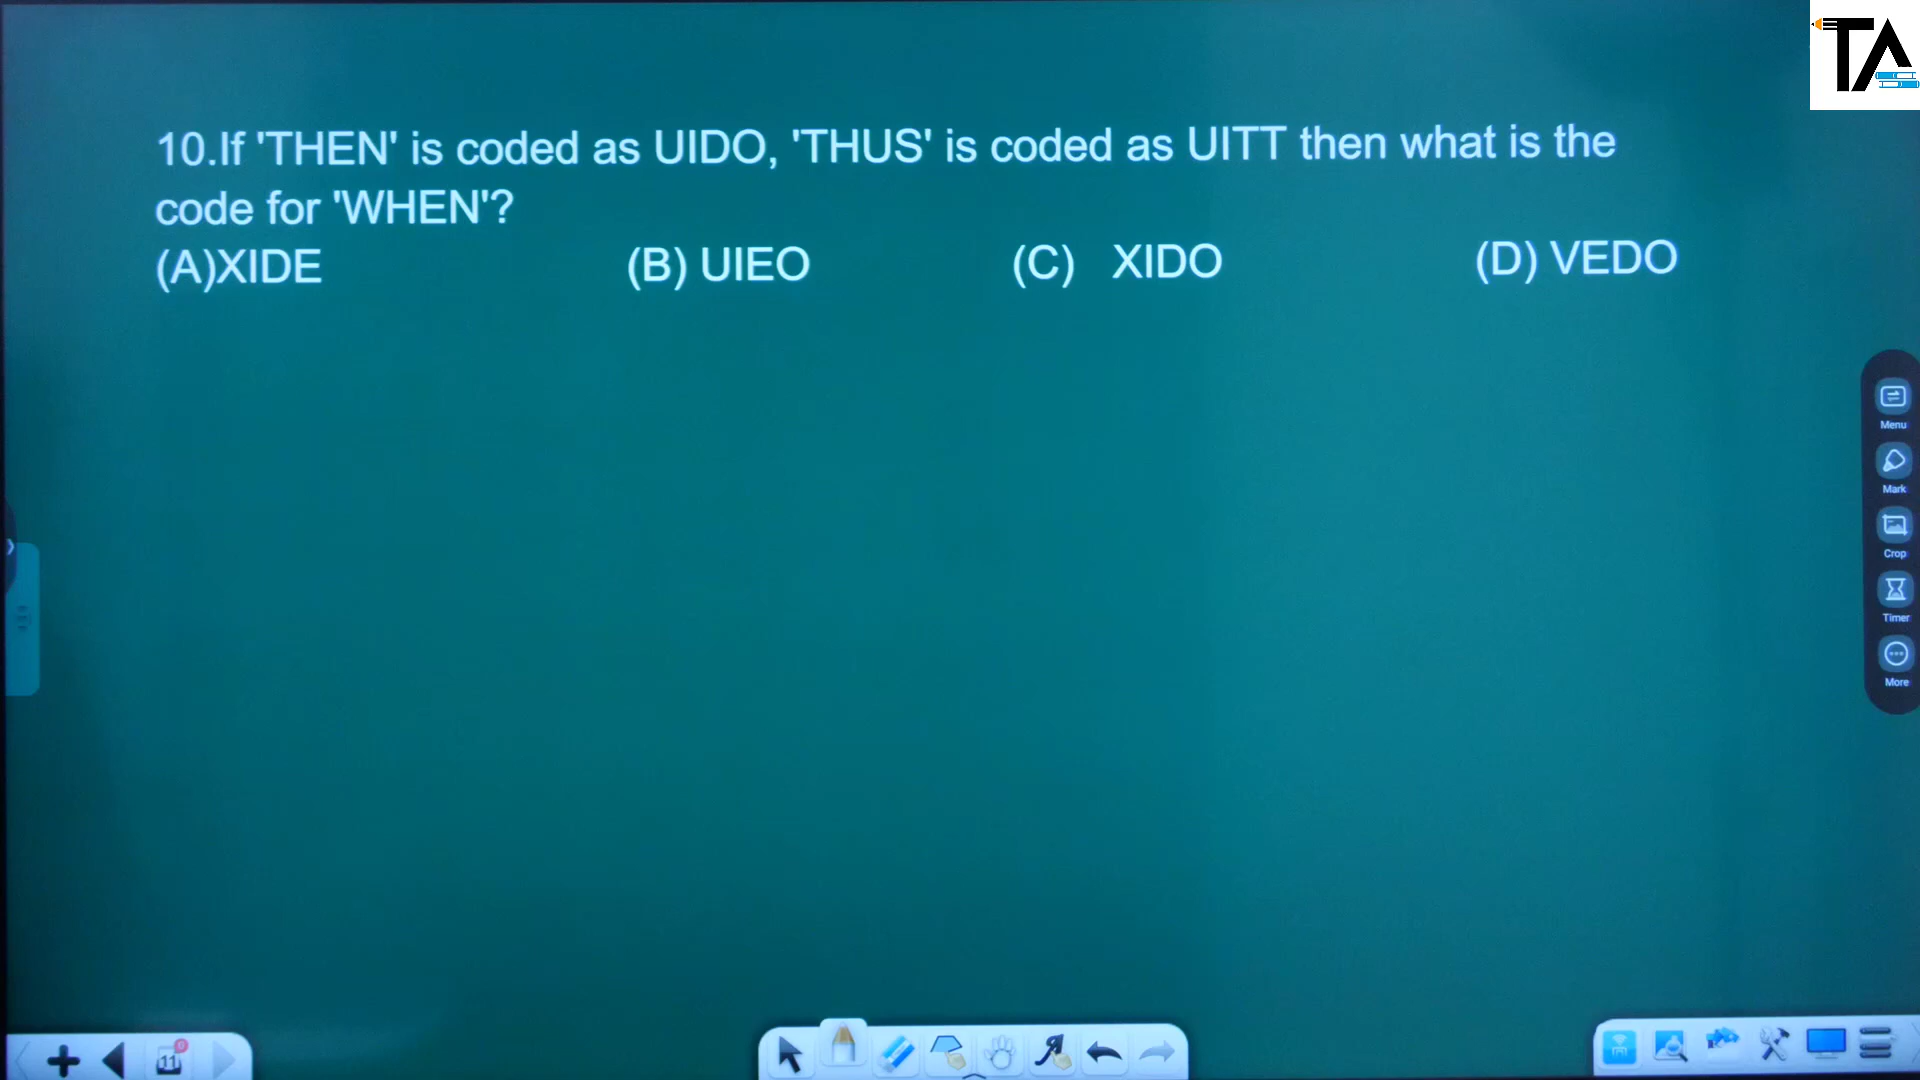 TA
10.If 'THEN' is coded as UIDO, 'THUS' is coded as UITT then what is the
code for 'WHEN'?
(A)XIDE (B) UIEO (C) XIDO (D) VEDO
Menu
Mark
Crop
Timer
More
11